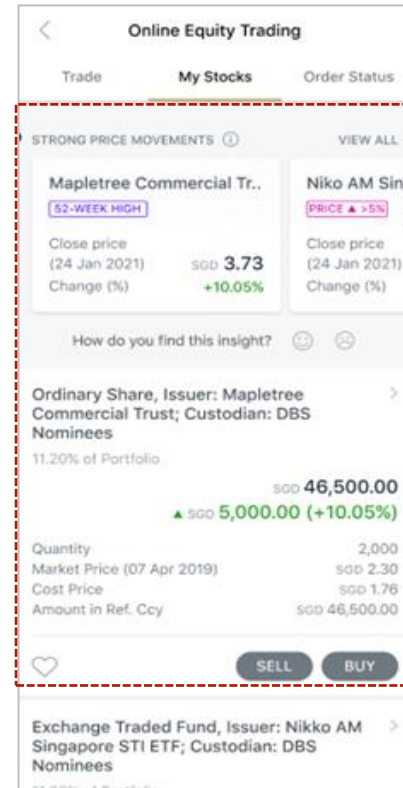 Online Equity Trading
Trade My Stocks Order Status
STRONG PRICE MOVEMENTS VIEW ALL
Mapletree Commercial Tr.. Niko AM Sin
52-WEEK HIGH PRICE ▲ >5%
Close price Close price
(24 Jan 2021) SGD 3.73 (24 Jan 2021)
Change (%) +10.05% Change (%)
How do you find this insight?
Ordinary Share, Issuer: Mapletree
Commercial Trust; Custodian: DBS
Nominees
11.20% of Portfolio
SGD 46,500.00
▲ SGD 5,000.00 (+10.05%)
Quantity 2,000
Market Price (07 Apr 2019) SGD 2.30
Cost Price SGD 1.76
Amount in Ref. Ccy SGD 46,500.00
SELL BUY
Exchange Traded Fund, Issuer: Nikko AM
Singapore STI ETF; Custodian: DBS
Nominees